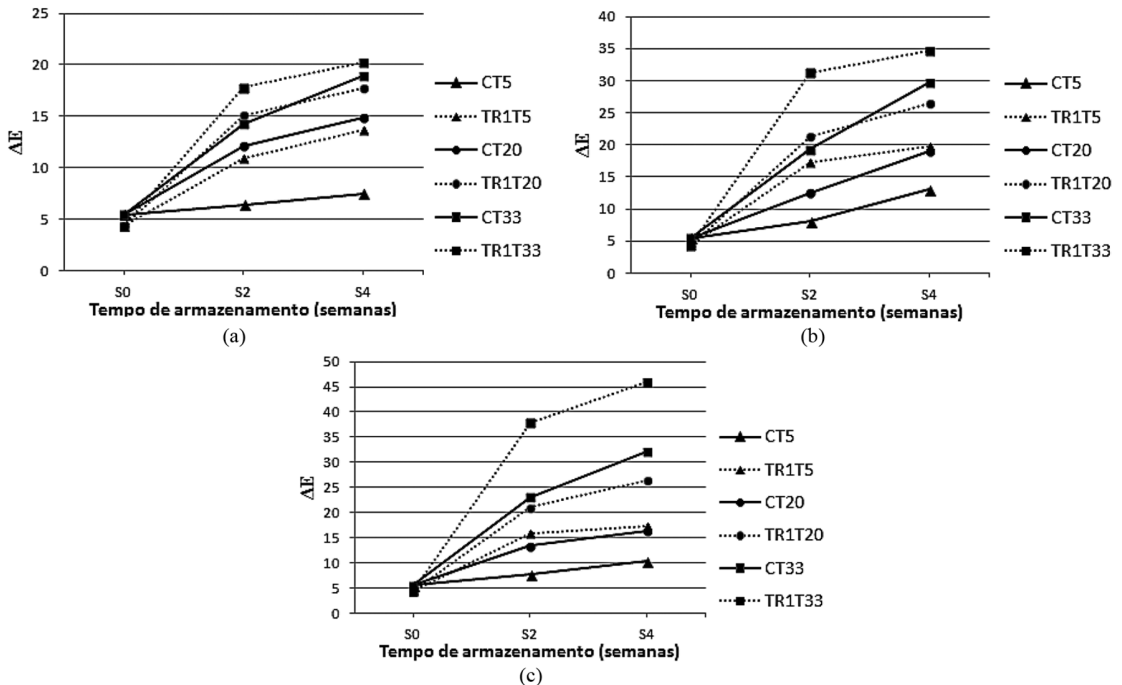 25
20
15
10
5
0
ΔE
S0 S2 S4
Tempo de armazenamento (semanas)
CT5
TR1T5
CT20
TR1T20
CT33
TR1T33
(a)
40
35
30
25
20
15
10
5
0
ΔE
S0 S2 S4
Tempo de armazenamento (semanas)
CT5
TR1T5
CT20
TR1T20
CT33
TR1T33
(b)
50
45
40
35
30
25
20
15
10
5
0
ΔE
S0 S2 S4
Tempo de armazenamento (semanas)
CT5
TR1T5
CT20
TR1T20
CT33
TR1T33
(c)